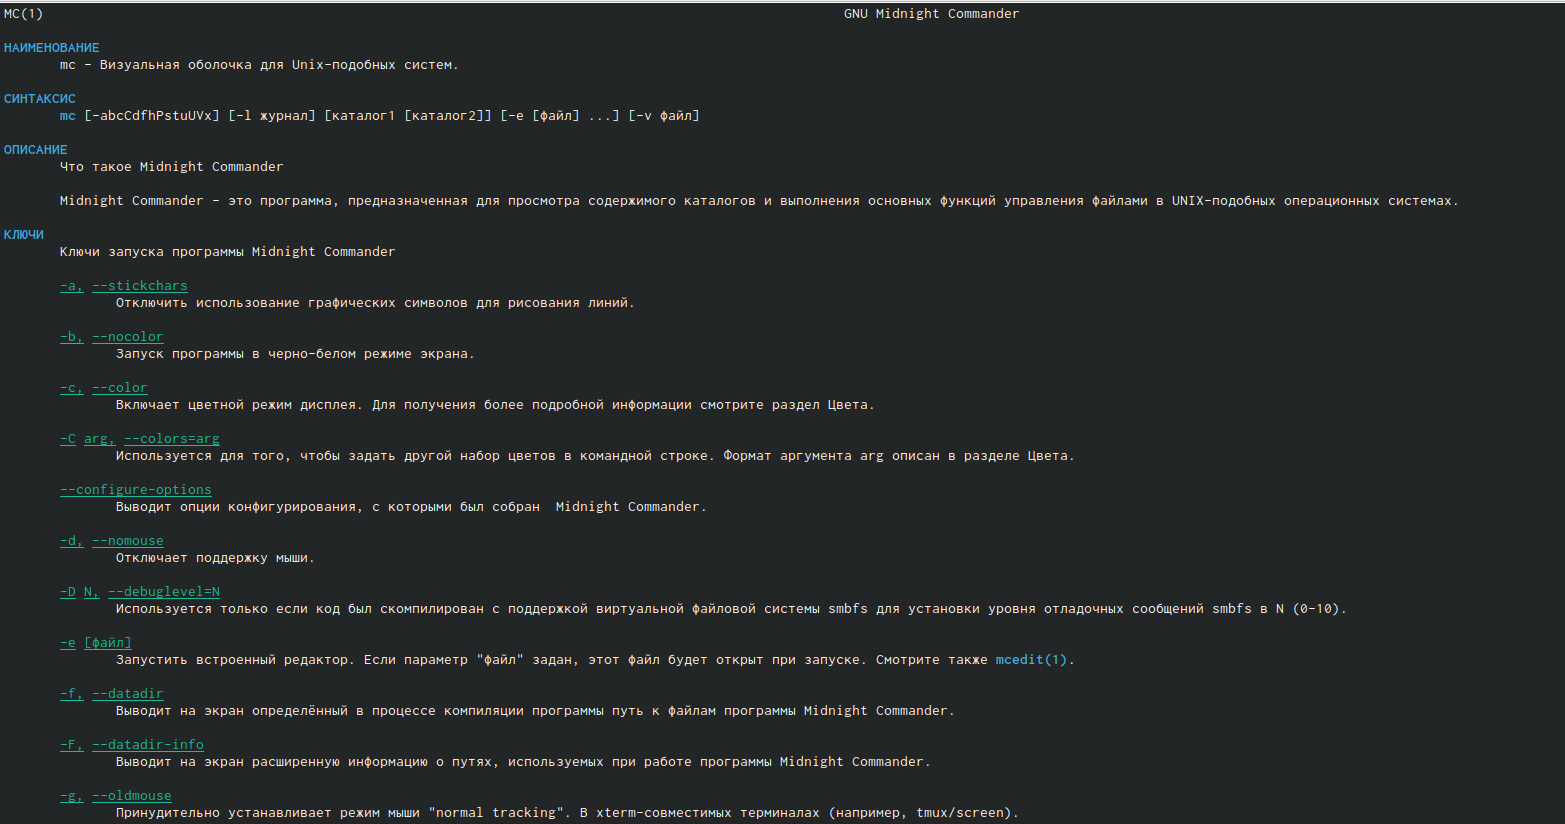 MC(1) GNU Midnight Commander
НАИМЕНОВАНИЕ
mc - Визуальная оболочка для Unix-подобных систем.
СИНТАКСИС
mc [-abcCdfhPstuUVx] [-l журнал] [каталог1 [каталог2]] [-e [файл] ...] [-v файл]
ОПИСАНИЕ
Что такое Midnight Commander
Midnight Commander - это программа, предназначенная для просмотра содержимого каталогов и выполнения основных функций управления файлами в UNIX-подобных операционных системах.
КЛЮЧИ
Ключи запуска программы Midnight Commander
-a, --stickchars
Отключить использование графических символов для рисования линий.
-b, --nocolor
Запуск программы в черно-белом режиме экрана.
-c, --color
Включает цветной режим дисплея. Для получения более подробной информации смотрите раздел Цвета.
-C arg, --colors=arg
Используется для того, чтобы задать другой набор цветов в командной строке. Формат аргумента arg описан в разделе Цвета.
--configure-options
Выводит опции конфигурирования, с которыми был собран  Midnight Commander.
-d, --nomouse
Отключает поддержку мыши.
-D N, --debuglevel=N
Используется только если код был скомпилирован с поддержкой виртуальной файловой системы smbfs для установки уровня отладочных сообщений smbfs в N (0-10).
-e [файл]
Запустить встроенный редактор. Если параметр "файл" задан, этот файл будет открыт при запуске. Смотрите также mcedit(1).
-f, --datadir
Выводит на экран определённый в процессе компиляции программы путь к файлам программы Midnight Commander.
-F, --datadir-info
Выводит на экран расширенную информацию о путях, используемых при работе программы Midnight Commander.
-g, --oldmouse
Принудительно устанавливает режим мыши "normal tracking". В xterm-совместимых терминалах (например, tmux/screen).